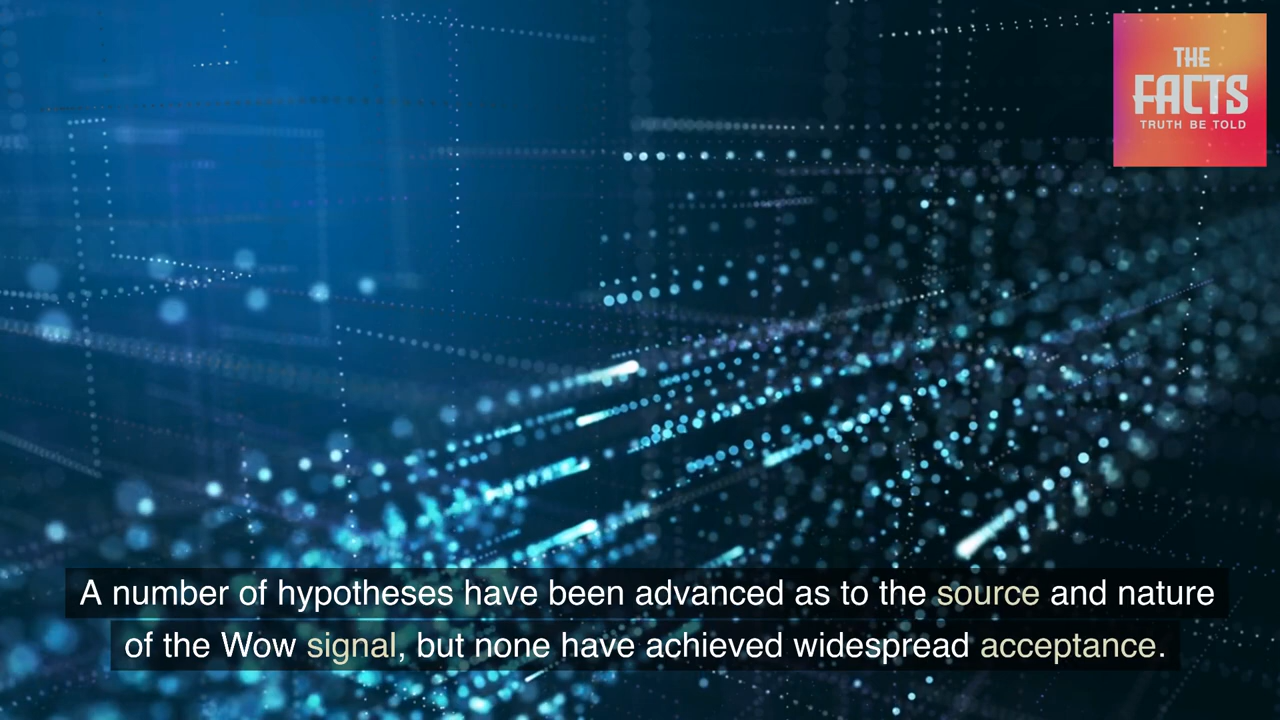 THE
FACTS
TRUTH BE TOLD
A number of hypotheses have been advanced as to the source and nature
of the Wow signal, but none have achieved widespread acceptance.